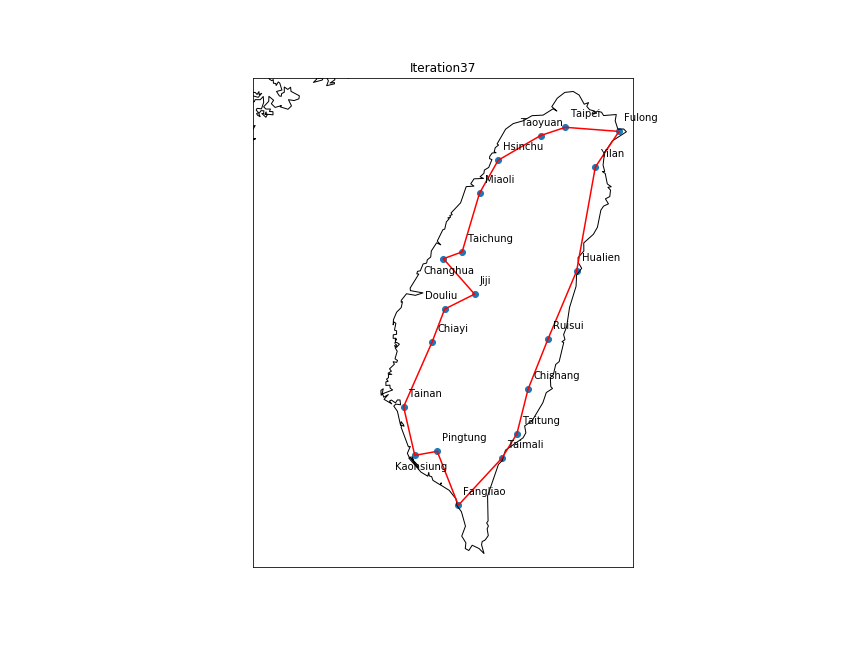 Iteration37
Taipei
Fulong
Taoyuan
Hsinchu
Yilan
Miaoli
Taichung
Hualien
Changhua
Jiji
Douliu
Chiayi
Ruisui
Chishang
Tainan
Taitung
Pingtung
Taimali
Kaohsiung
Fangliao